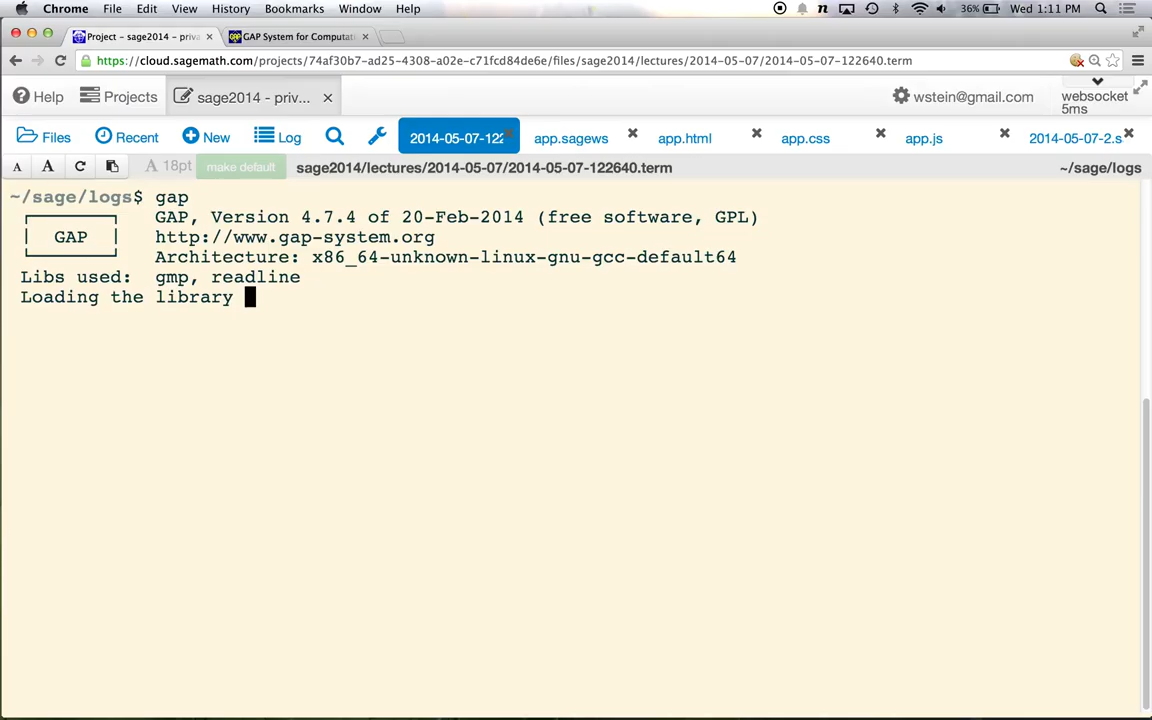 Chrome File Edit View History Bookmarks Window Help 36% Wed 1:11 PM
Project - sage2014 - priva × GAP System for Computati ×
https://cloud.sagemath.com/projects/74af30b7-ad25-4308-a02e-c71fcd84de6e/files/sage2014/lectures/2014-05-07/2014-05-07-122640.term
Help Projects sage2014 - priv... × wstein@gmail.com websocket
5ms
Files Recent New Log 2014-05-07-122 app.sagews app.html app.css app.js 2014-05-07-2.s
A A A 18pt make default sage2014/lectures/2014-05-07/2014-05-07-122640.term ~/sage/logs
~/sage/logs$ gap
GAP, Version 4.7.4 of 20-Feb-2014 (free software, GPL)
GAP http://www.gap-system.org
Architecture: x86_64-unknown-linux-gnu-gcc-default64
Libs used: gmp, readline
Loading the library